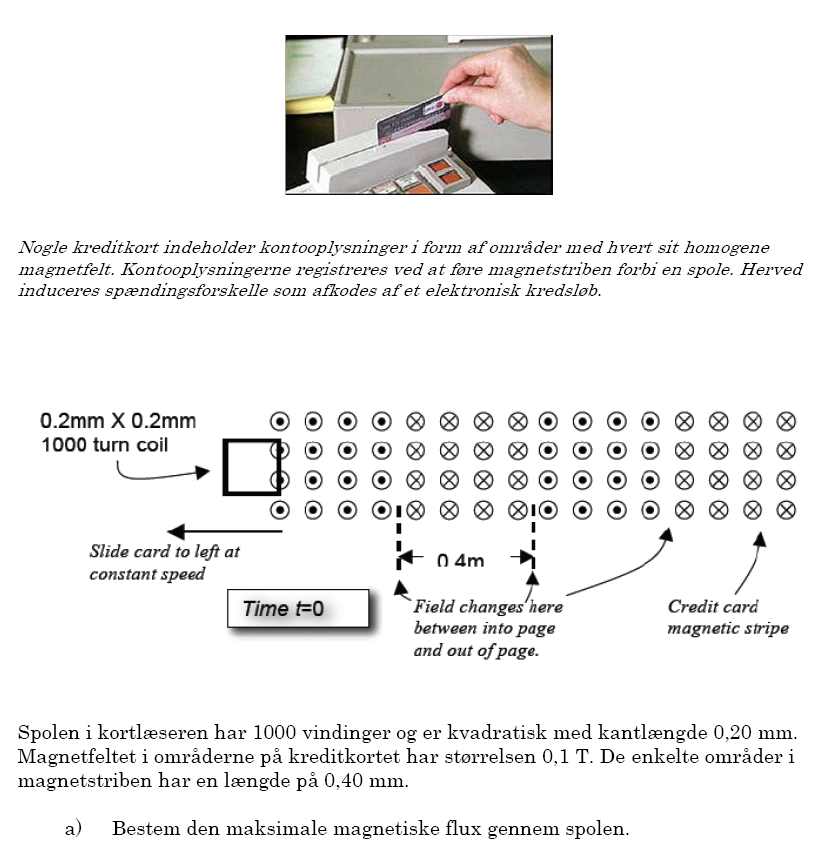 Nogle kreditkort indeholder kontooplysninger i form af områder med hvert sit homogene
magnetfelt. Kontooplysningerne registreres ved at føre magnetstriben forbi en spole. Herved
induceres spændingsforskelle som afkodes af et elektronisk kredsløb.
0.2mm X 0.2mm
1000 turn coil
Slide card to left at
constant speed
0.4m
Time t=0
Field changes here
between into page
and out of page.
Credit card
magnetic stripe
Spolen i kortlæseren har 1000 vindinger og er kvadratisk med kantlængde 0,20 mm.
Magnetfeltet i områderne på kreditkortet har størrelsen 0,1 T. De enkelte områder i
magnetstriben har en længde på 0,40 mm.
a) Bestem den maksimale magnetiske flux gennem spolen.